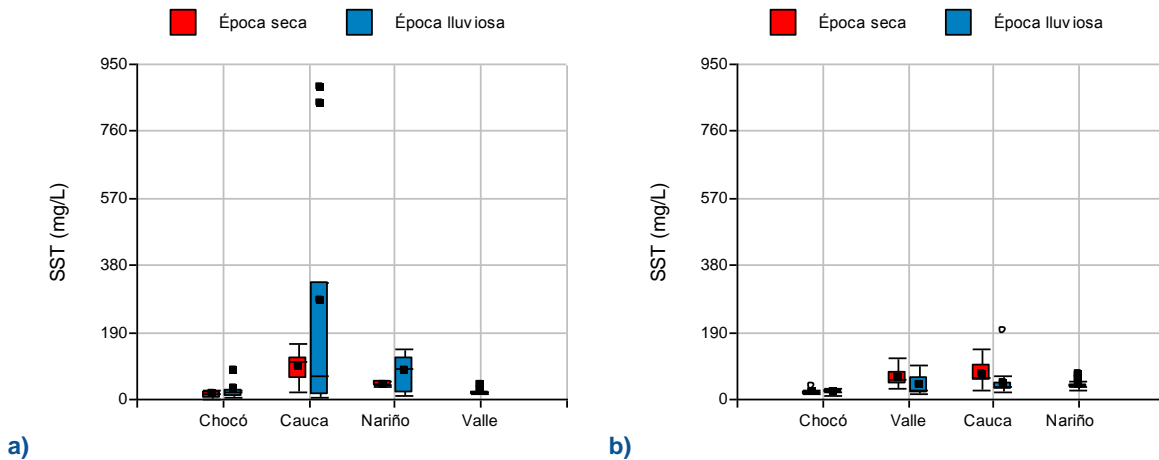 Época seca Época lluviosa
950
760
570
380
190
0
SST (mg/L)
Chocó Cauca Nariño Valle
a)
Época seca Época lluviosa
950
760
570
380
190
0
SST (mg/L)
Chocó Valle Cauca Nariño
b)